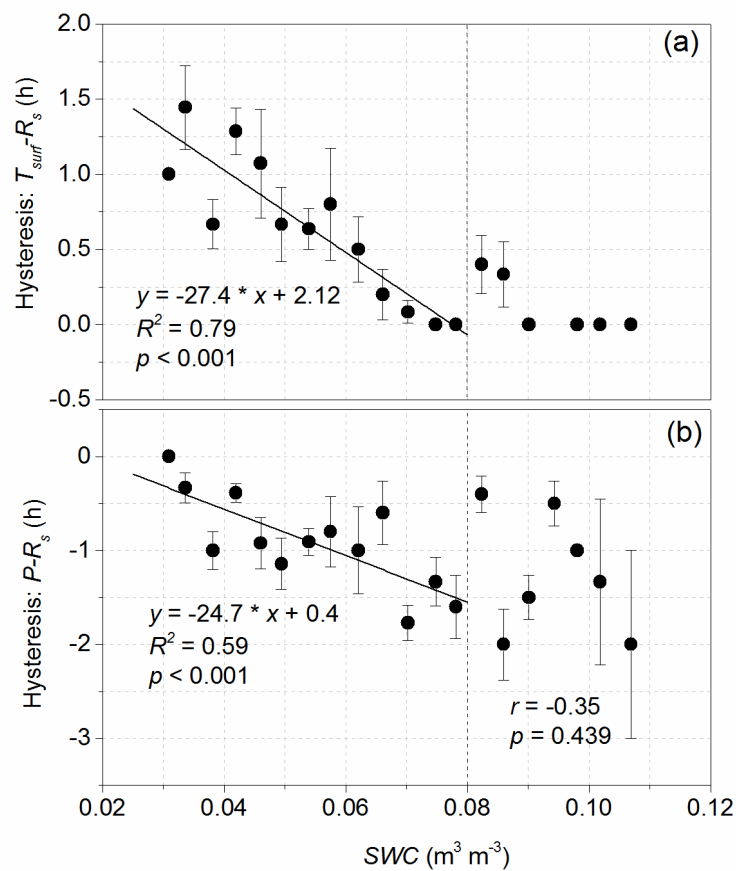 2.0
(a)
1.5
1.0
0.5
0.0
-0.5
Hysteresis: Tsurf-Rs (h)
y = -27.4 * x + 2.12
R² = 0.79
p < 0.001
(b)
0
-1
-2
-3
Hysteresis: P-Rs (h)
y = -24.7 * x + 0.4
R² = 0.59
p < 0.001
r = -0.35
p = 0.439
0.02 0.04 0.06 0.08 0.10 0.12
SWC (m³ m⁻³)